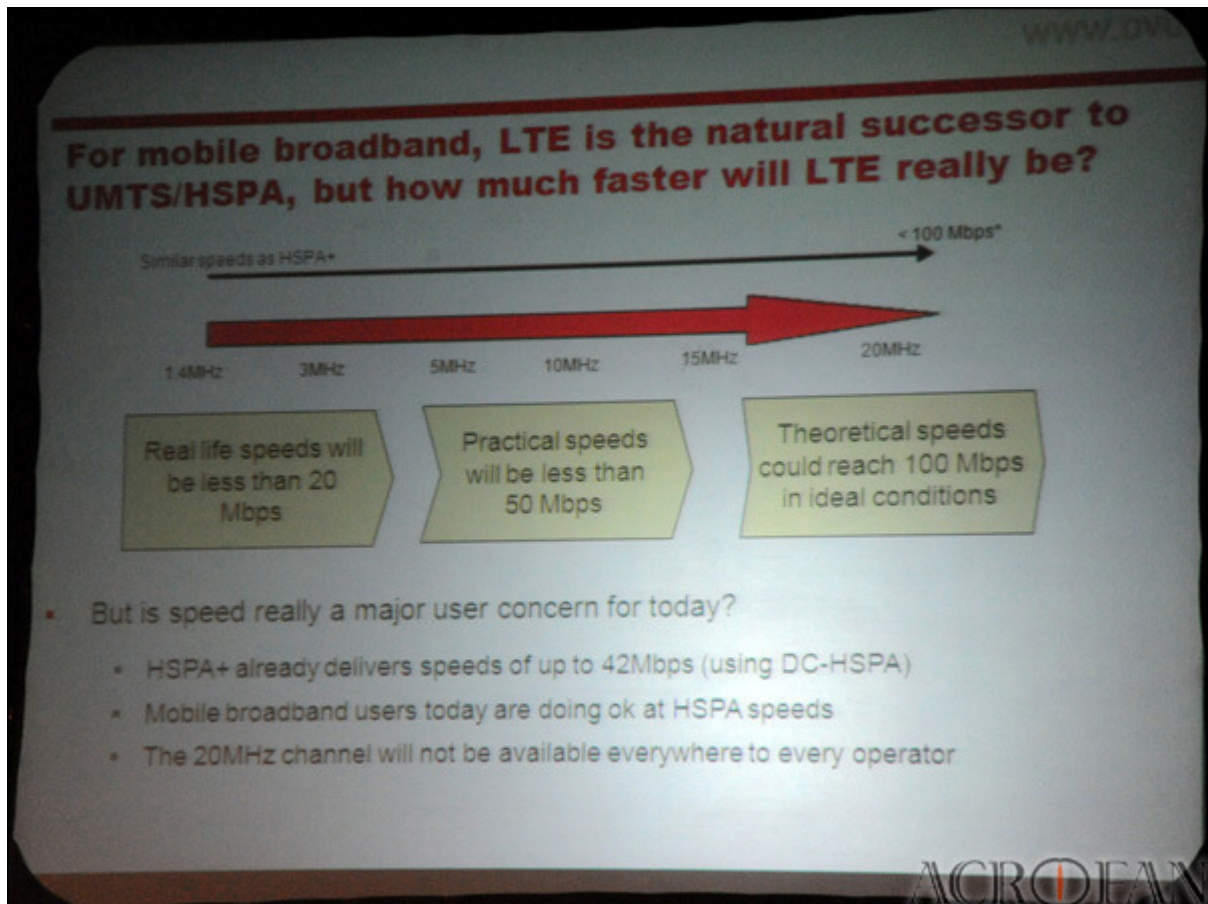 For mobile broadband, LTE is the natural successor to
UMTS/HSPA, but how much faster will LTE really be?
< 100 Mbps*
Similar speeds as HSPA+
1.4MHz 3MHz 5MHz 10MHz 15MHz 20MHz
Real life speeds will
be less than 20
Mbps
Practical speeds
will be less than
50 Mbps
Theoretical speeds
could reach 100 Mbps
in ideal conditions
But is speed really a major user concern for today?
HSPA+ already delivers speeds of up to 42Mbps (using DC-HSPA)
Mobile broadband users today are doing ok at HSPA speeds
The 20MHz channel will not be available everywhere to every operator
ACROFAN